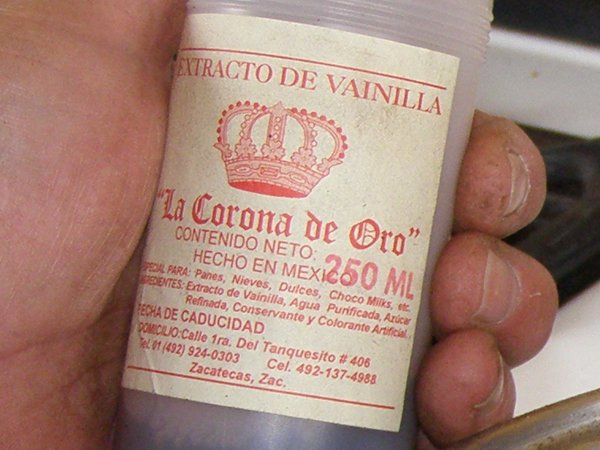 EXTRACTO DE VAINILLA
"La Corona de Oro"
CONTENIDO NETO: 250 ML
HECHO EN MEXICO
ESPECIAL PARA: Panes, Nieves, Dulces, Choco Milks, etc.
INGREDIENTES: Extracto de Vainilla, Agua Purificada, Azúcar
Refinada, Conservante y Colorante Artificial.
FECHA DE CADUCIDAD
DOMICILIO: Calle 1ra. Del Tanquesito # 406
Tel. 01 (492) 924-0303 Cel. 492-137-4988
Zacatecas, Zac.